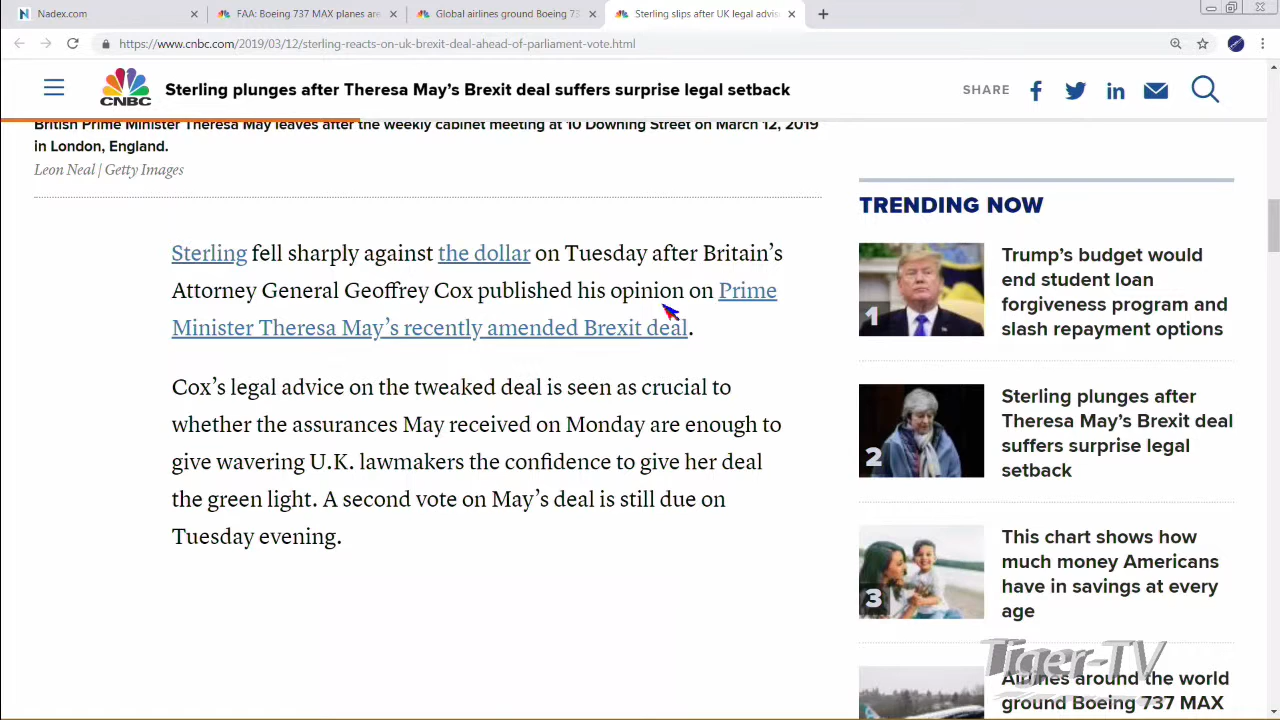 Nadex.com
FAA: Boeing 737 MAX planes are
Global airlines ground Boeing 73
Sterling slips after UK legal advis
https://www.cnbc.com/2019/03/12/sterling-reacts-on-uk-brexit-deal-ahead-of-parliament-vote.html
CNBC
Sterling plunges after Theresa May’s Brexit deal suffers surprise legal setback
SHARE
British Prime Minister Theresa May leaves after the weekly cabinet meeting at 10 Downing Street on March 12, 2019
in London, England.
Leon Neal | Getty Images
Sterling fell sharply against the dollar on Tuesday after Britain’s
Attorney General Geoffrey Cox published his opinion on Prime
Minister Theresa May’s recently amended Brexit deal.
Cox’s legal advice on the tweaked deal is seen as crucial to
whether the assurances May received on Monday are enough to
give wavering U.K. lawmakers the confidence to give her deal
the green light. A second vote on May’s deal is still due on
Tuesday evening.
TRENDING NOW
1
Trump’s budget would
end student loan
forgiveness program and
slash repayment options
2
Sterling plunges after
Theresa May’s Brexit deal
suffers surprise legal
setback
3
This chart shows how
much money Americans
have in savings at every
age
Airlines around the world
ground Boeing 737 MAX
Tiger-TV